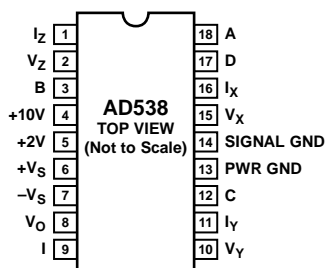 I_Z 1 18 A
V_Z 2 17 D
B 3 16 I_X
+10V 4 AD538 15 V_X
+2V 5 TOP VIEW 14 SIGNAL GND
+V_S 6 (Not to Scale) 13 PWR GND
–V_S 7 12 C
V_O 8 11 I_Y
I 9 10 V_Y